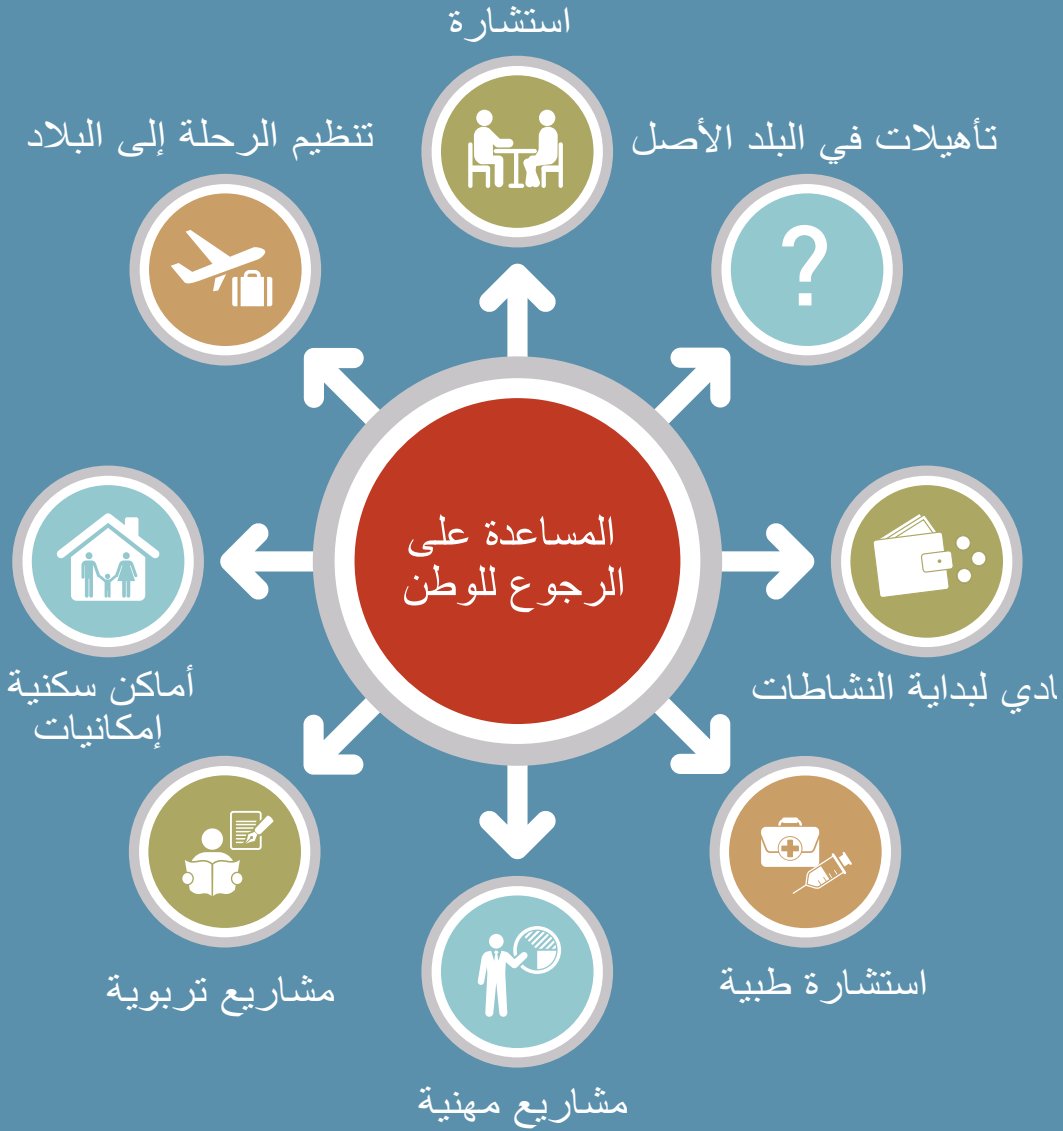 استشارة
تأهيلات في البلد الأصل
تنظيم الرحلة إلى البلاد
?
المساعدة على
الرجوع للوطن
ادي لبداية النشاطات
أماكن سكنية
إمكانيات
استشارة طبية
مشاريع تربوية
مشاريع مهنية